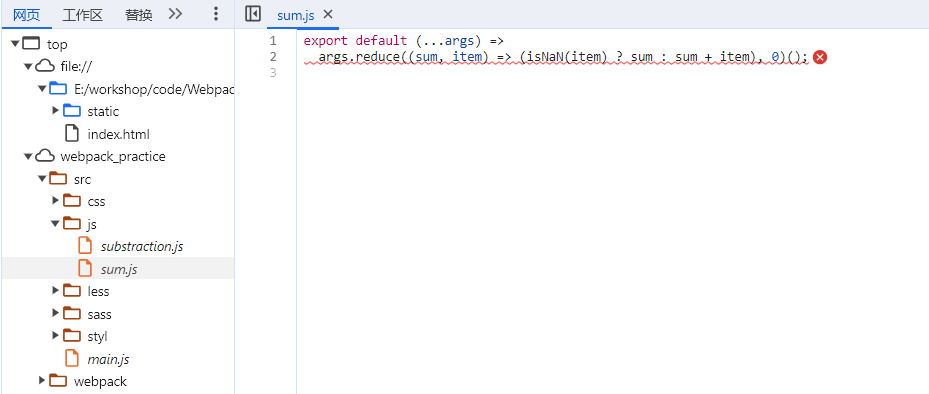 网页 工作区 替换
top
file://
E:/workshop/code/Webpac
static
index.html
webpack_practice
src
css
js
substraction.js
sum.js
less
sass
styl
main.js
webpack
sum.js
1 export default (...args) =>
2 args.reduce((sum, item) => (isNaN(item) ? sum : sum + item), 0)();
3